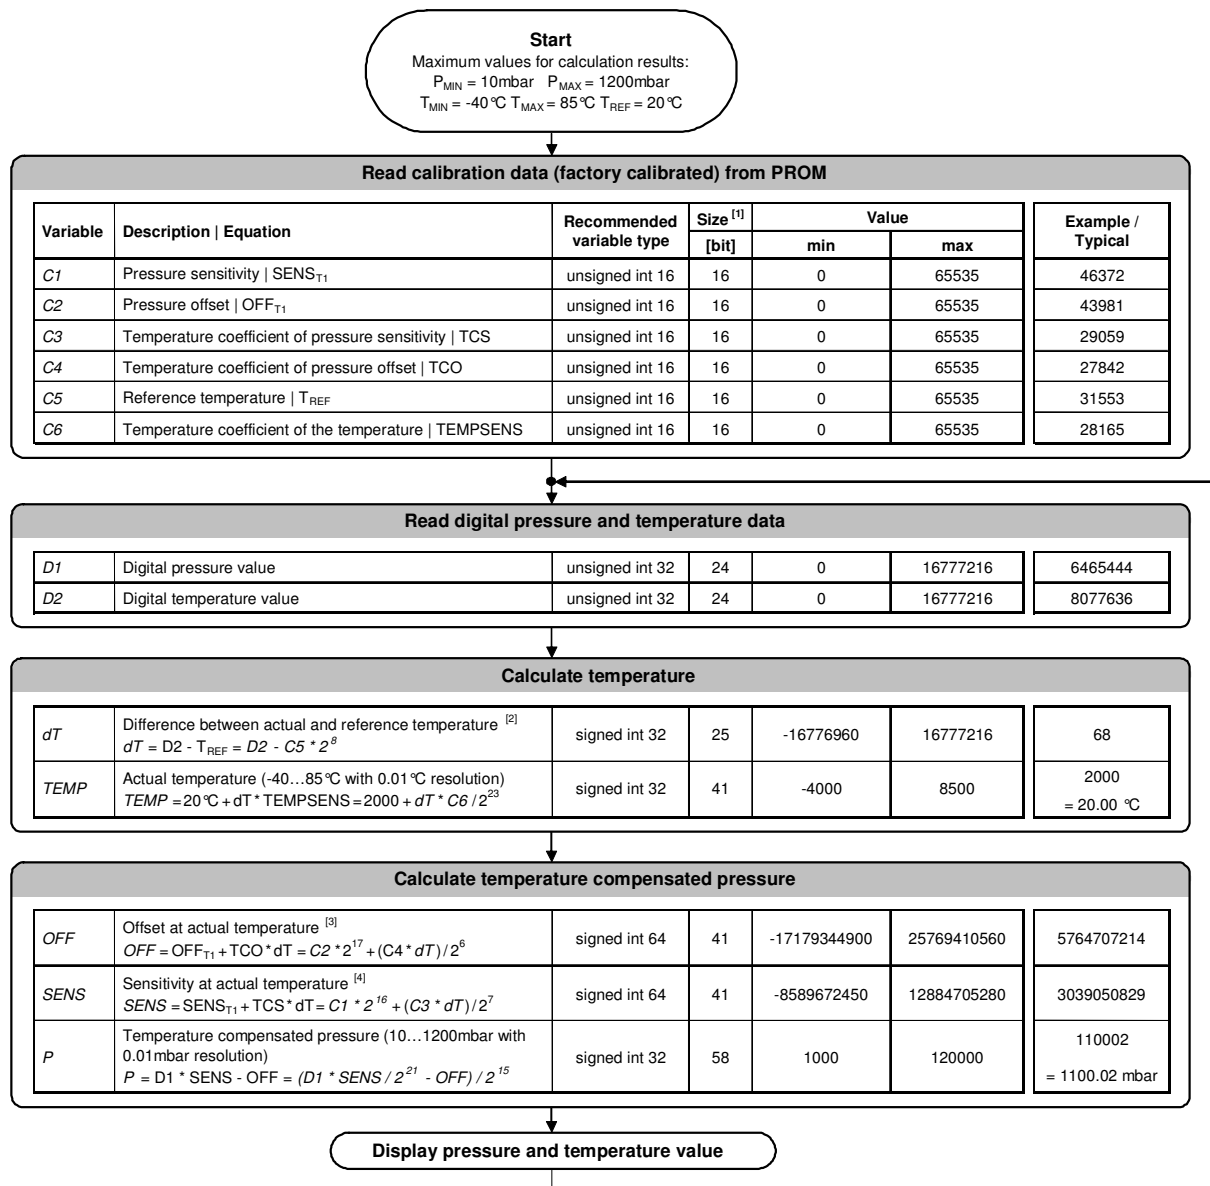 Start
Maximum values for calculation results:
PMIN = 10mbar PMAX = 1200mbar
TMIN = -40°C TMAX = 85°C TREF = 20°C
Read calibration data (factory calibrated) from PROM
Variable | Description | Equation | Recommended variable type | Size [1] [bit] | Value min | max | Example / Typical
C1 Pressure sensitivity | SENST1 unsigned int 16 16 0 65535 46372
C2 Pressure offset | OFFT1 unsigned int 16 16 0 65535 43981
C3 Temperature coefficient of pressure sensitivity | TCS unsigned int 16 16 0 65535 29059
C4 Temperature coefficient of pressure offset | TCO unsigned int 16 16 0 65535 27842
C5 Reference temperature | TREF unsigned int 16 16 0 65535 31553
C6 Temperature coefficient of the temperature | TEMPSENS unsigned int 16 16 0 65535 28165
Read digital pressure and temperature data
D1 Digital pressure value unsigned int 32 24 0 16777216 6465444
D2 Digital temperature value unsigned int 32 24 0 16777216 8077636
Calculate temperature
dT Difference between actual and reference temperature [2]
dT = D2 - TREF = D2 - C5 * 2^8 signed int 32 25 -16776960 16777216 68
TEMP Actual temperature (-40…85°C with 0.01°C resolution)
TEMP = 20°C + dT * TEMPSENS = 2000 + dT * C6 / 2^23 signed int 32 41 -4000 8500 2000
= 20.00 °C
Calculate temperature compensated pressure
OFF Offset at actual temperature [3]
OFF = OFFT1 + TCO * dT = C2 * 2^17 + (C4 * dT) / 2^6 signed int 64 41 -17179344900 25769410560 5764707214
SENS Sensitivity at actual temperature [4]
SENS = SENST1 + TCS * dT = C1 * 2^16 + (C3 * dT) / 2^7 signed int 64 41 -8589672450 12884705280 3039050829
P Temperature compensated pressure (10…1200mbar with
0.01mbar resolution)
P = D1 * SENS - OFF = (D1 * SENS / 2^21 - OFF) / 2^15 signed int 32 58 1000 120000 110002
= 1100.02 mbar
Display pressure and temperature value